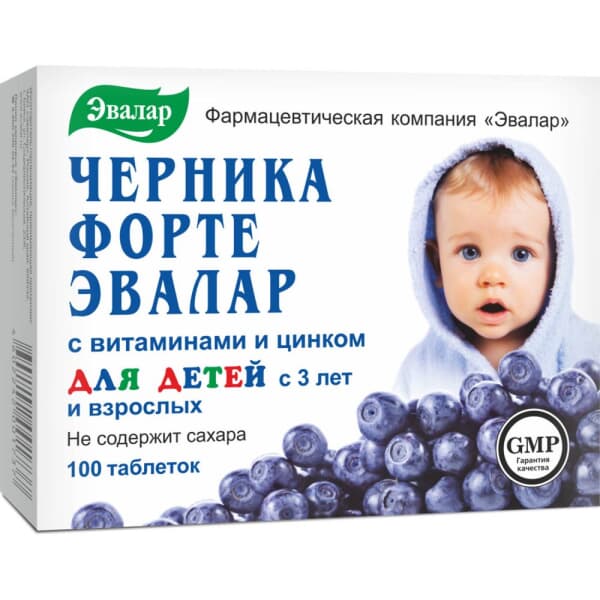 Эвалар
Фармацевтическая компания «Эвалар»
ЧЕРНИКА
ФОРТЕ
ЭВАЛАР
с витаминами и цинком
ДЛЯ ДЕТЕЙ с 3 лет
и взрослых
Не содержит сахара
100 таблеток
GMP
Гарантия
качества